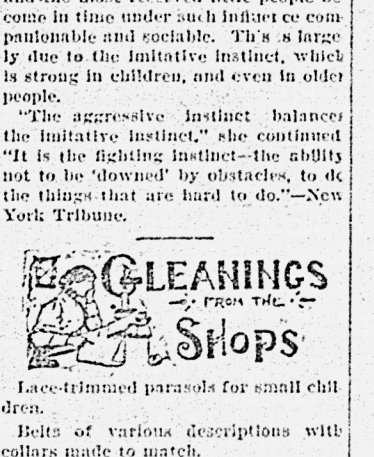 and the most reserved little people be-
come in time under such influence com-
panionable and sociable. This is large
ly due to the imitative instinct, which
is strong in children, and even in older
people.
"The aggressive instinct balances
the imitative instinct," she continued
"It is the fighting instinct—the ability
not to be 'downed' by obstacles, to do
the things that are hard to do."—New
York Tribune.
GLEANINGS
FROM THE
SHOPS
Lace-trimmed parasols for small chil
dren.
Belts of various descriptions with
collars made to match.